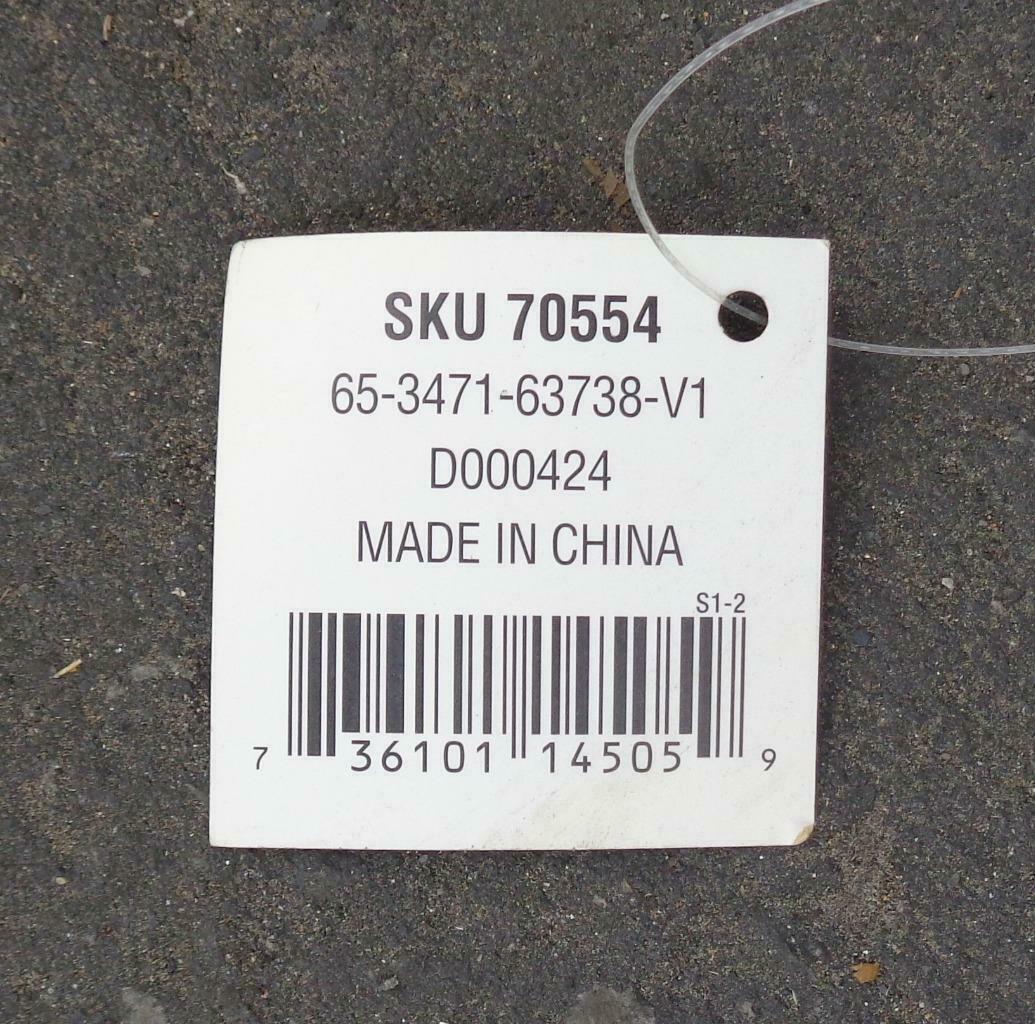 SKU 70554
65-3471-63738-V1
D000424
MADE IN CHINA
S1-2
7 36101 14505 9